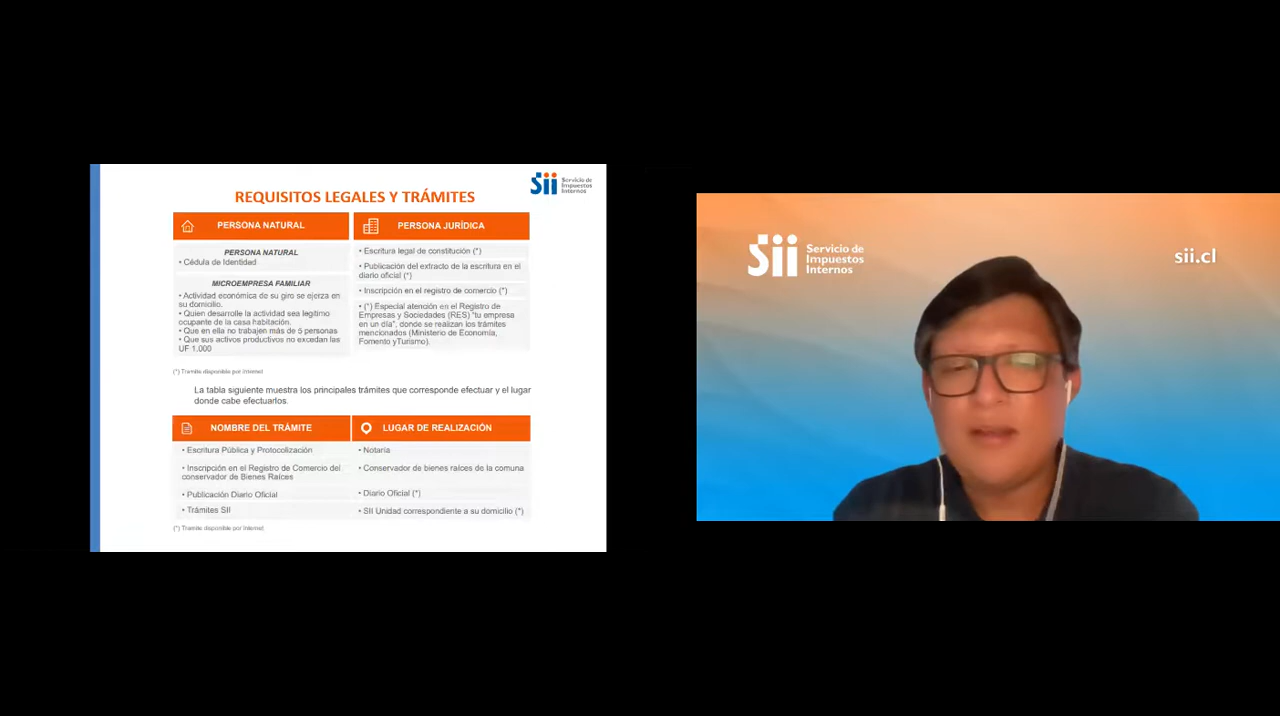 Sii Servicio de
Impuestos
Internos
REQUISITOS LEGALES Y TRÁMITES
PERSONA NATURAL
PERSONA NATURAL
• Cédula de Identidad
MICROEMPRESA FAMILIAR
• Actividad económica de su giro se ejerza en
su domicilio.
• Quien desarrolle la actividad sea legítimo
ocupante de la casa habitación.
• Que en ella no trabajen más de 5 personas
• Que sus activos productivos no excedan las
UF 1.000
PERSONA JURÍDICA
• Escritura legal de constitución (*)
• Publicación del extracto de la escritura en el
diario oficial (*)
• Inscripción en el registro de comercio (*)
• (*) Especial atención en el Registro de
Empresas y Sociedades (RES) "tu empresa
en un día", donde se realizan los trámites
mencionados (Ministerio de Economía,
Fomento yTurismo).
(*) Tramite disponible por Internet
La tabla siguiente muestra los principales trámites que corresponde efectuar y el lugar
donde cabe efectuarlos.
NOMBRE DEL TRÁMITE
LUGAR DE REALIZACIÓN
• Escritura Pública y Protocolización
• Notaría
• Inscripción en el Registro de Comercio del
conservador de Bienes Raíces
• Conservador de bienes raíces de la comuna
• Publicación Diario Oficial
• Diario Oficial (*)
• Trámites SII
• SII Unidad correspondiente a su domicilio (*)
(*) Tramite disponible por Internet
Sii Servicio de
Impuestos
Internos
sii.cl